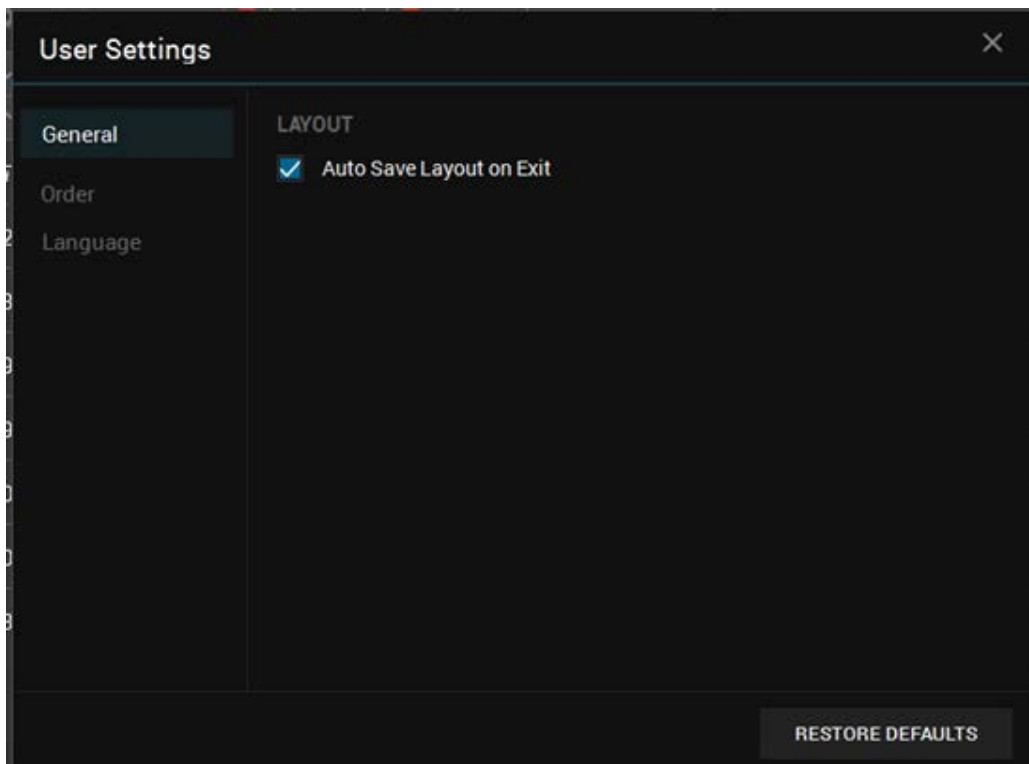 User Settings
General
Order
Language
LAYOUT
Auto Save Layout on Exit
RESTORE DEFAULTS